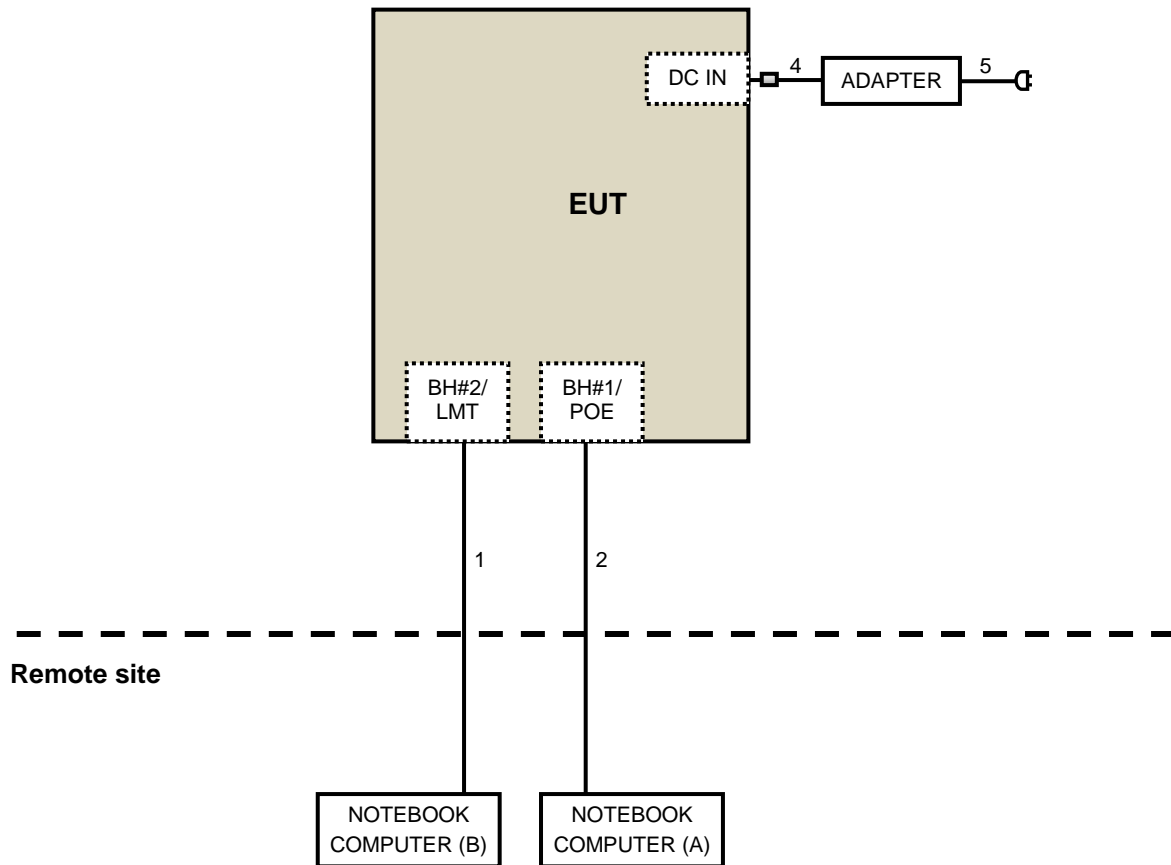 DC IN
4
ADAPTER
5
EUT
BH#2/
LMT
BH#1/
POE
1
2
Remote site
NOTEBOOK
COMPUTER (B)
NOTEBOOK
COMPUTER (A)